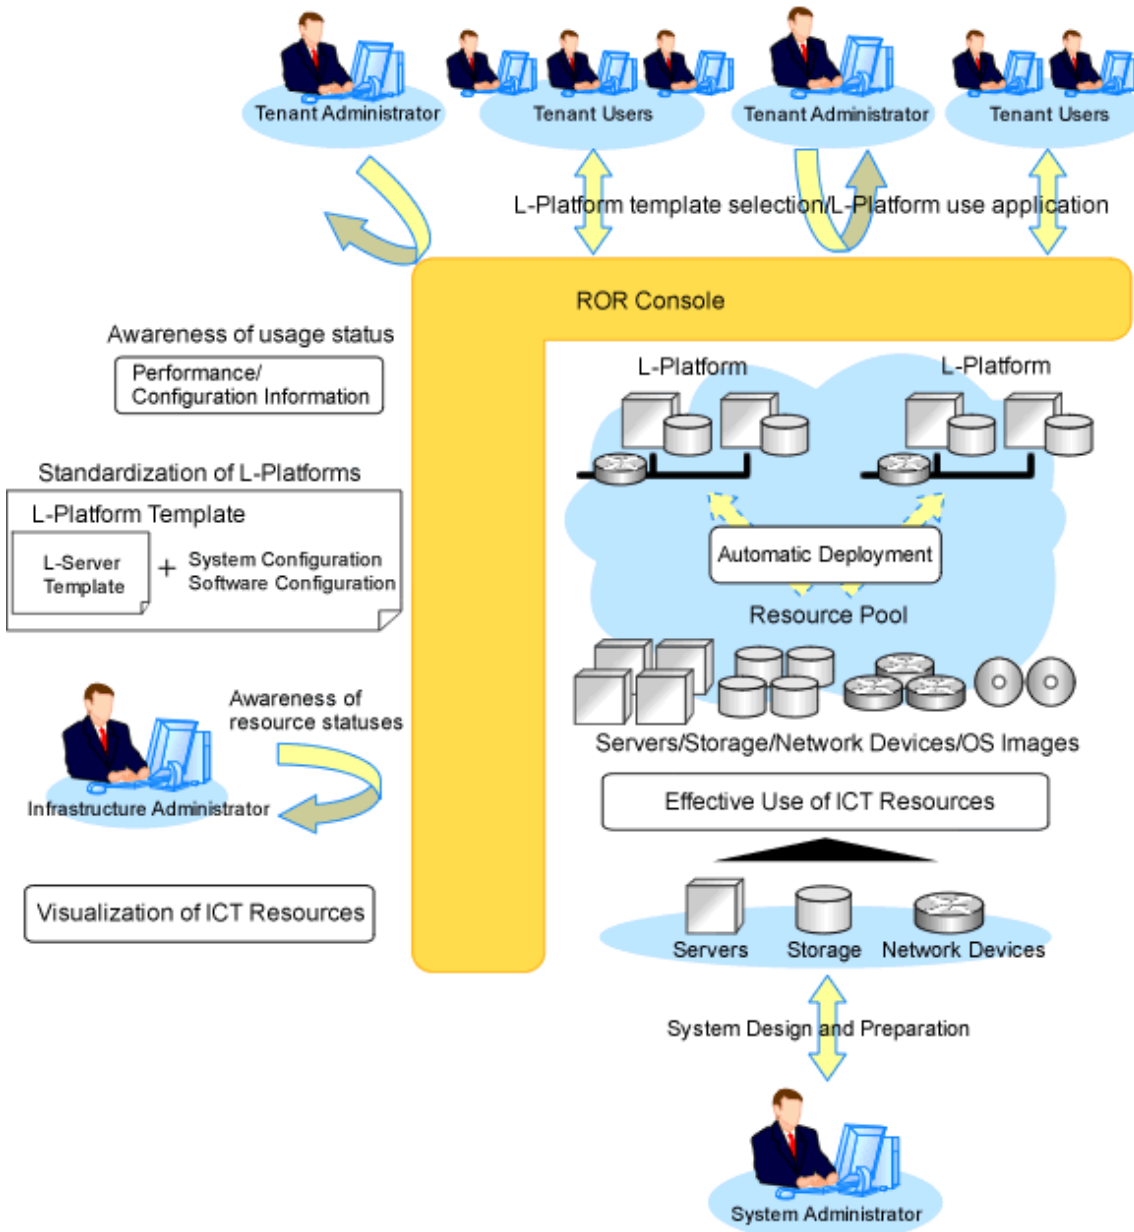 Tenant Administrator
Tenant Users
Tenant Administrator
Tenant Users
L-Platform template selection/L-Platform use application
ROR Console
Awareness of usage status
Performance/
Configuration Information
L-Platform
L-Platform
Standardization of L-Platforms
L-Platform Template
L-Server
Template
+
System Configuration
Software Configuration
Automatic Deployment
Resource Pool
Awareness of
resource statuses
Servers/Storage/Network Devices/OS Images
Infrastructure Administrator
Effective Use of ICT Resources
Visualization of ICT Resources
Servers
Storage
Network Devices
System Design and Preparation
System Administrator